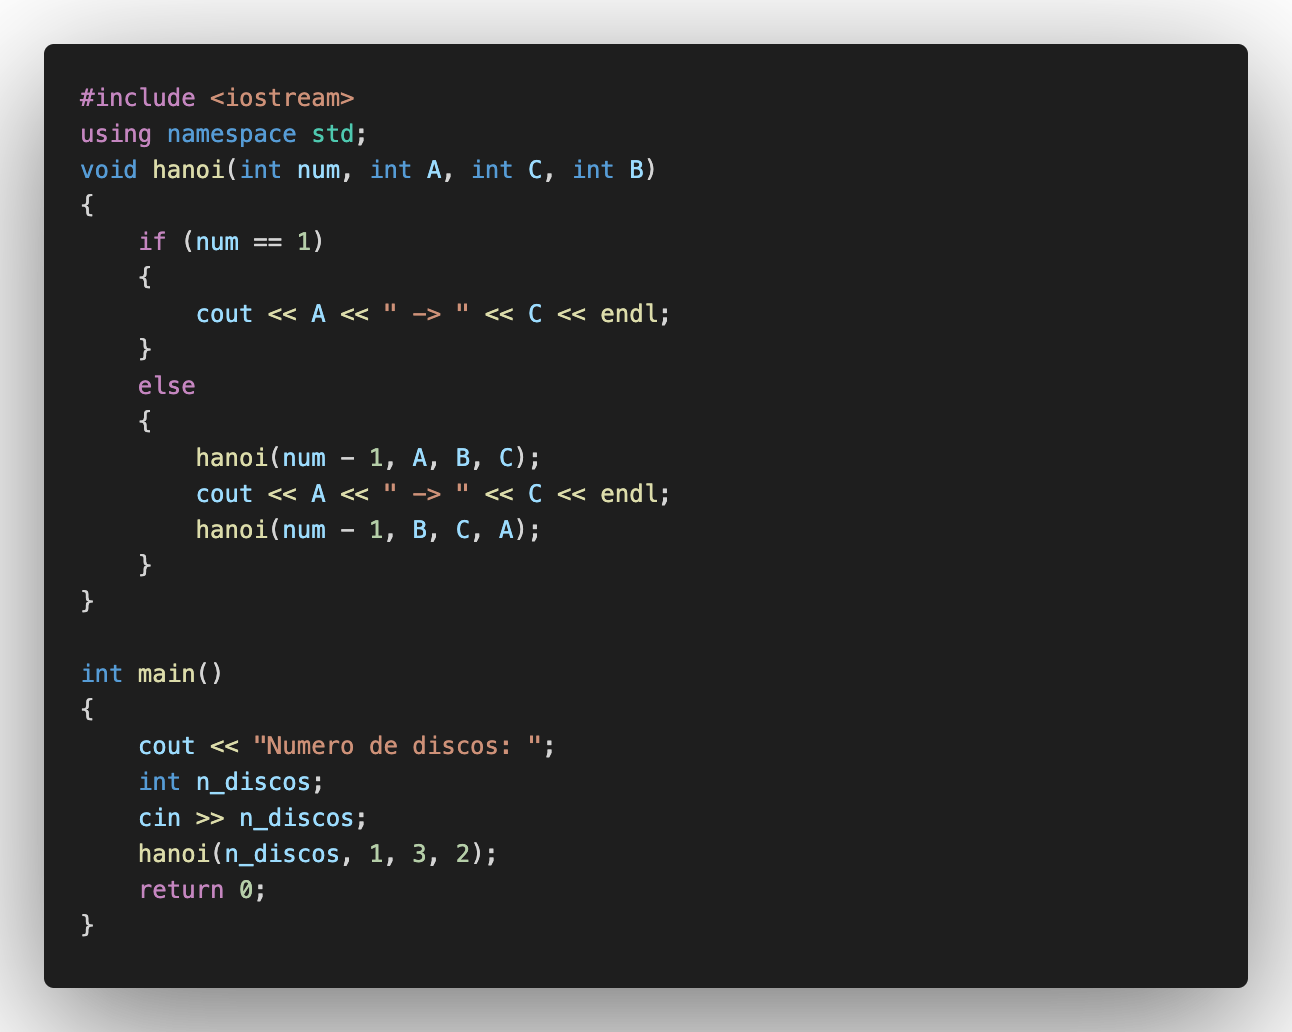 #include <iostream>
using namespace std;
void hanoi(int num, int A, int C, int B)
{
    if (num == 1)
    {
        cout << A << " -> " << C << endl;
    }
    else
    {
        hanoi(num - 1, A, B, C);
        cout << A << " -> " << C << endl;
        hanoi(num - 1, B, C, A);
    }
}

int main()
{
    cout << "Numero de discos: ";
    int n_discos;
    cin >> n_discos;
    hanoi(n_discos, 1, 3, 2);
    return 0;
}